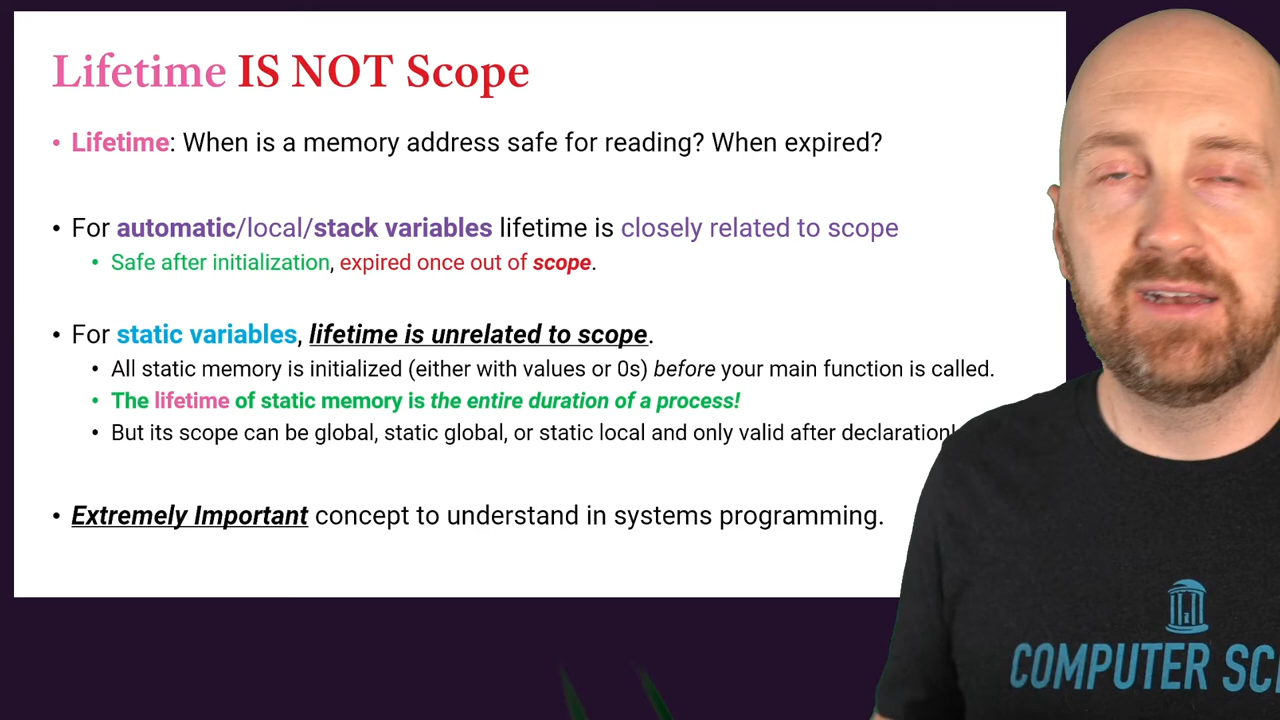 Lifetime IS NOT Scope
• Lifetime: When is a memory address safe for reading? When expired?
• For automatic/local/stack variables lifetime is closely related to scope
• Safe after initialization, expired once out of scope.
• For static variables, lifetime is unrelated to scope.
• All static memory is initialized (either with values or 0s) before your main function is called.
• The lifetime of static memory is the entire duration of a process!
• But its scope can be global, static global, or static local and only valid after declaration!
• Extremely Important concept to understand in systems programming.
COMPUTER